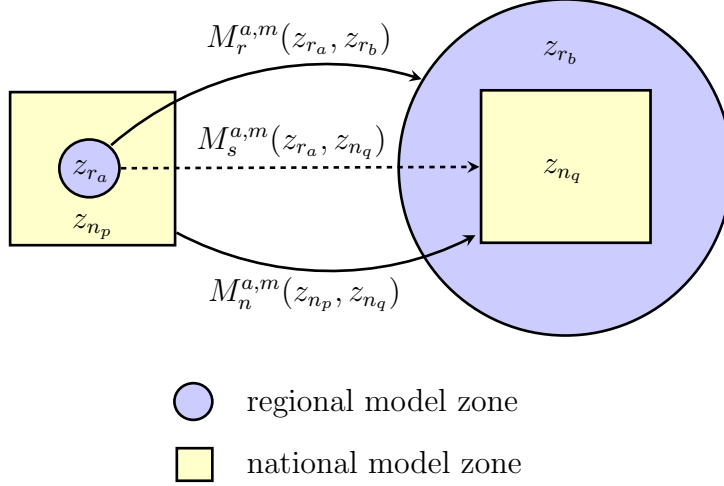 $M_r^{a,m}(z_{r_a}, z_{r_b})$
$z_{r_b}$
$M_s^{a,m}(z_{r_a}, z_{n_q})$
$z_{r_a}$
$z_{n_q}$
$z_{n_p}$
$M_n^{a,m}(z_{n_p}, z_{n_q})$
regional model zone
national model zone